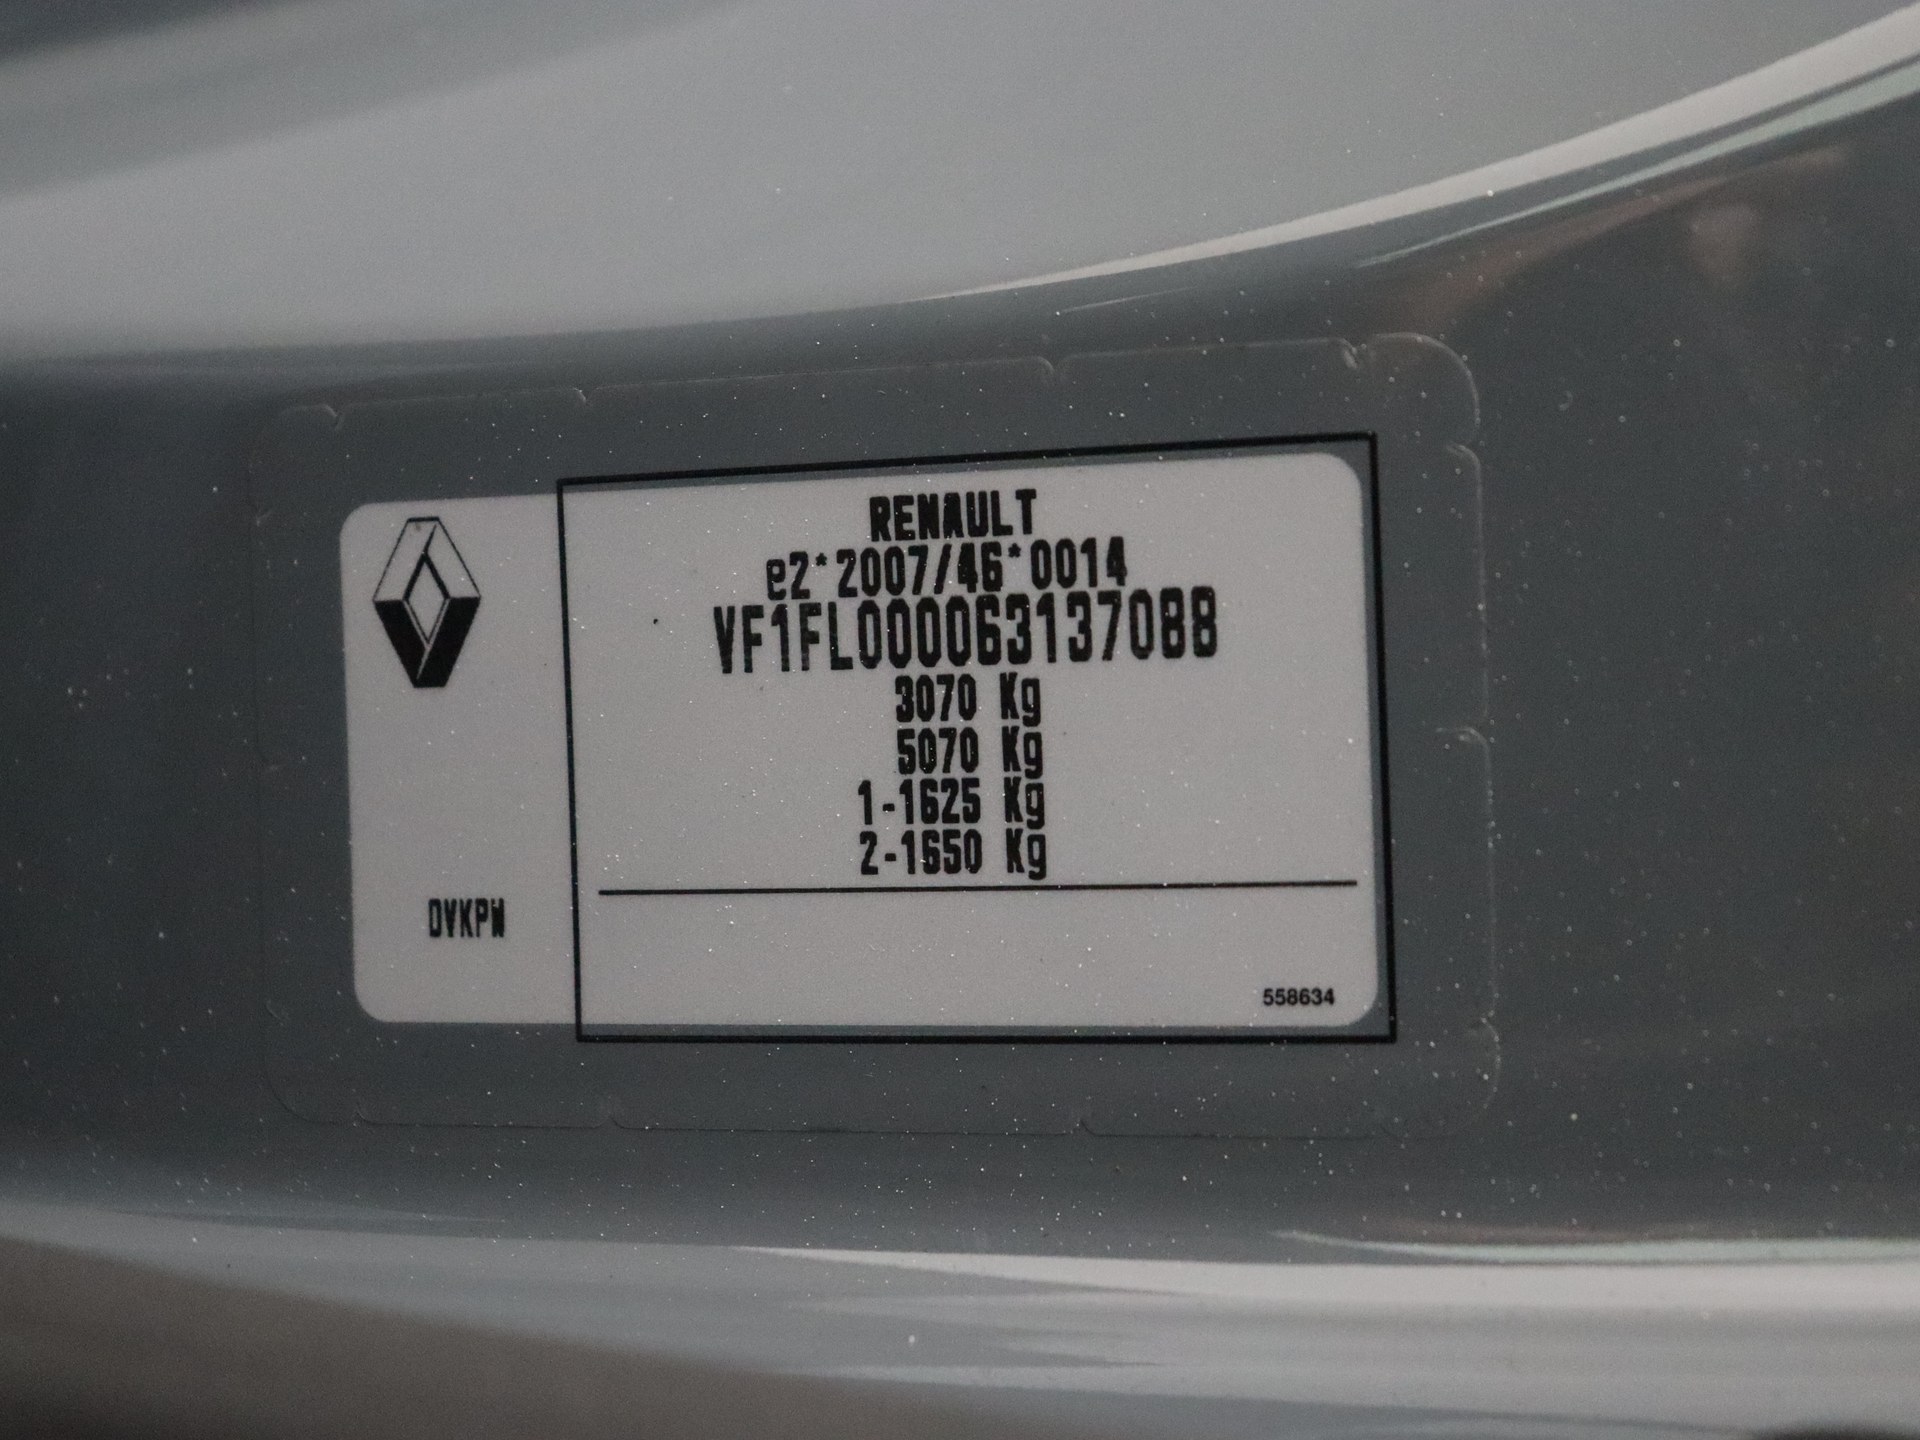 RENAULT
e2*2007/46*0014
VF1FL000063137088
3070 Kg
5070 Kg
1-1625 Kg
2-1650 Kg
DVKPW
558634